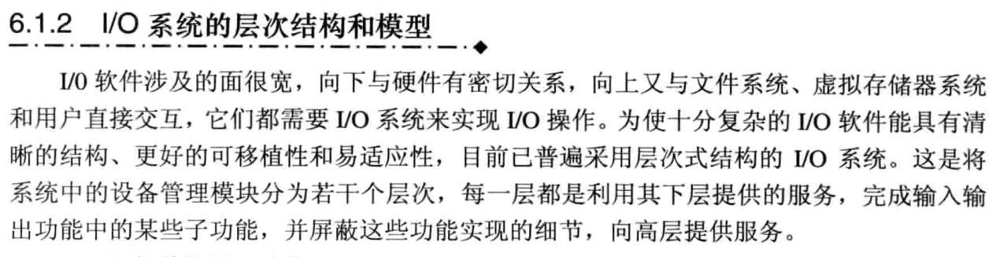 6.1.2 I/O 系统的层次结构和模型
I/0 软件涉及的面很宽，向下与硬件有密切关系，向上又与文件系统、虚拟存储器系统
和用户直接交互，它们都需要 I/O 系统来实现 I/O 操作。为使十分复杂的 I/O 软件能具有清
晰的结构、更好的可移植性和易适应性，目前已普遍采用层次式结构的 I/O 系统。这是将
系统中的设备管理模块分为若干个层次，每一层都是利用其下层提供的服务，完成输入输
出功能中的某些子功能，并屏蔽这些功能实现的细节，向高层提供服务。